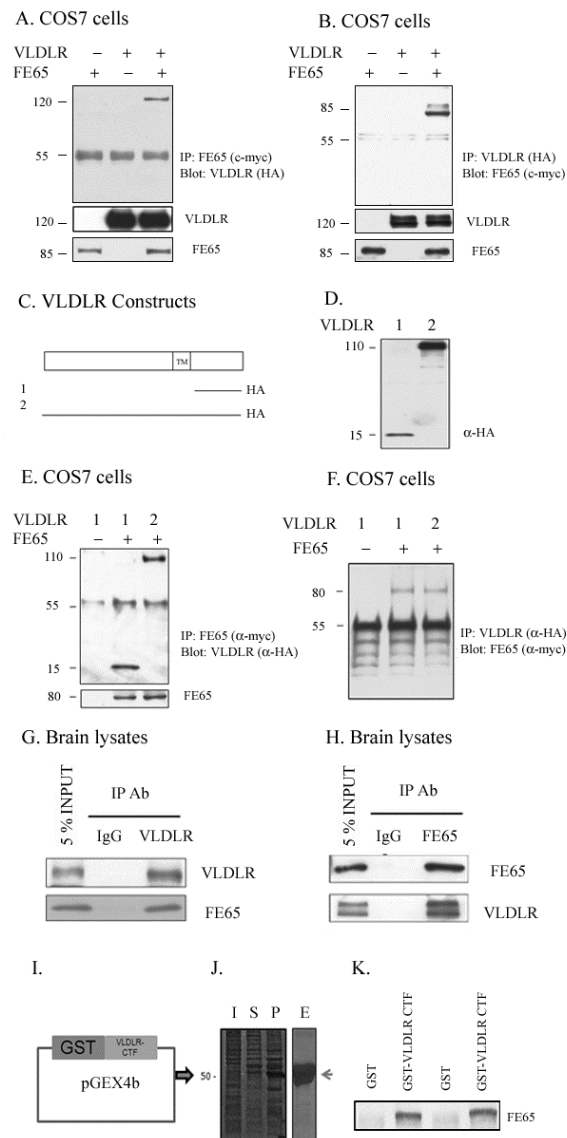 A. COS7 cells
VLDLR – + +
FE65 + – +
120 –
55 –
IP: FE65 (c-myc)
Blot: VLDLR (HA)
120 –
VLDLR
85 –
FE65
B. COS7 cells
VLDLR – + +
FE65 + – +
85 –
55 –
IP: VLDLR (HA)
Blot: FE65 (c-myc)
120 –
VLDLR
85 –
FE65
C. VLDLR Constructs
TM
1 HA
2 HA
D.
VLDLR 1 2
110 –
15 –
α-HA
E. COS7 cells
VLDLR 1 1 2
FE65 – + +
110 –
55 –
15 –
IP: FE65 (α-myc)
Blot: VLDLR (α-HA)
80 –
FE65
F. COS7 cells
VLDLR 1 1 2
FE65 – + +
80 –
55 –
IP: VLDLR (α-HA)
Blot: FE65 (α-myc)
G. Brain lysates
5 % INPUT
IP Ab
IgG VLDLR
VLDLR
FE65
H. Brain lysates
5 % INPUT
IP Ab
IgG FE65
FE65
VLDLR
I.
GST VLDLR-
CTF
pGEX4b
J.
I S P E
50 -
K.
GST
GST-VLDLR CTF
GST
GST-VLDLR CTF
FE65